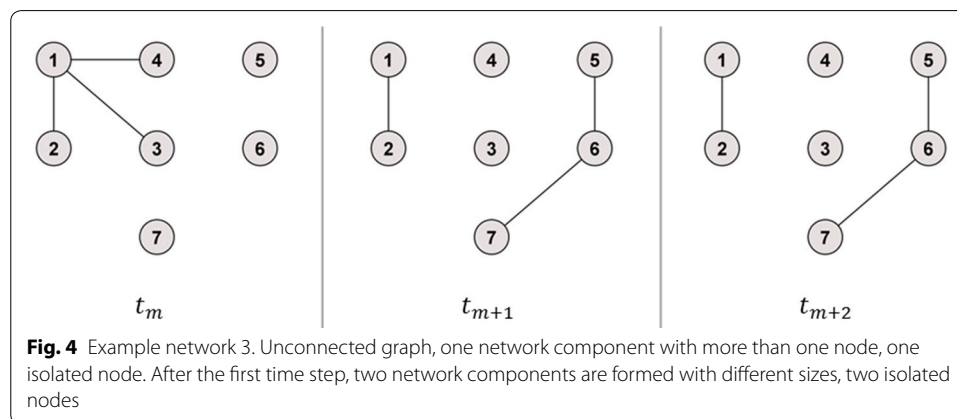 1 4 5 1 4 5 1 4 5
2 3 6 2 3 6 2 3 6
7 7 7
t_m t_{m+1} t_{m+2}
Fig. 4 Example network 3. Unconnected graph, one network component with more than one node, one
isolated node. After the first time step, two network components are formed with different sizes, two isolated
nodes